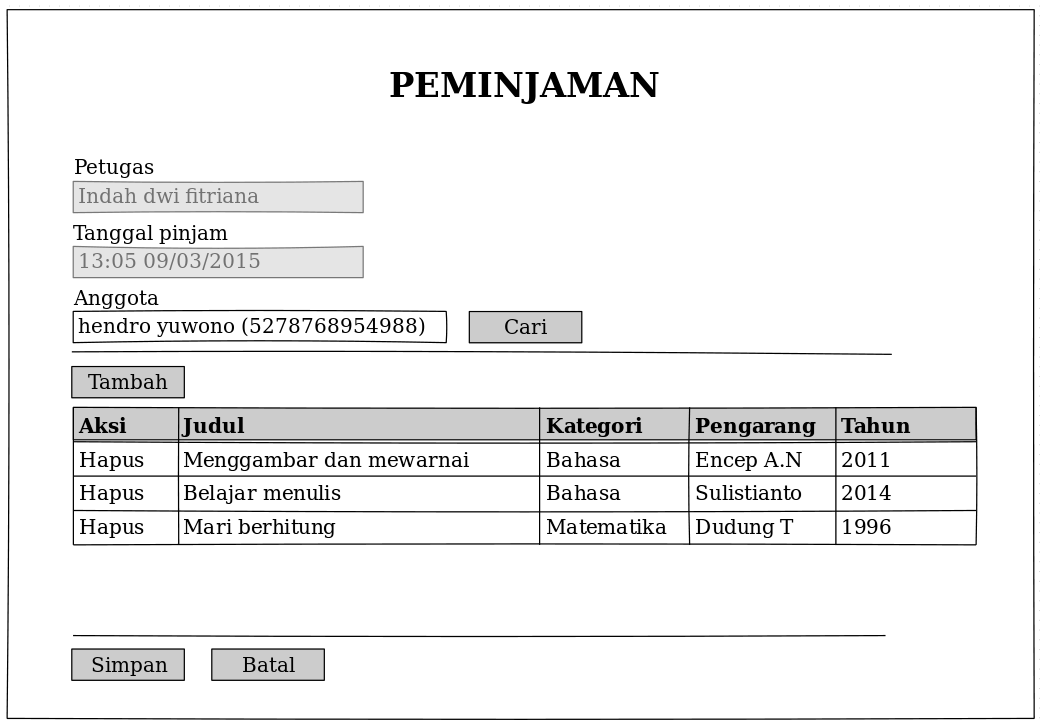 PEMINJAMAN
Petugas
Indah dwi fitriana
Tanggal pinjam
13:05 09/03/2015
Anggota
hendro yuwono (5278768954988) Cari
Tambah
Aksi Judul Kategori Pengarang Tahun
Hapus Menggambar dan mewarnai Bahasa Encep A.N 2011
Hapus Belajar menulis Bahasa Sulistianto 2014
Hapus Mari berhitung Matematika Dudung T 1996
Simpan Batal